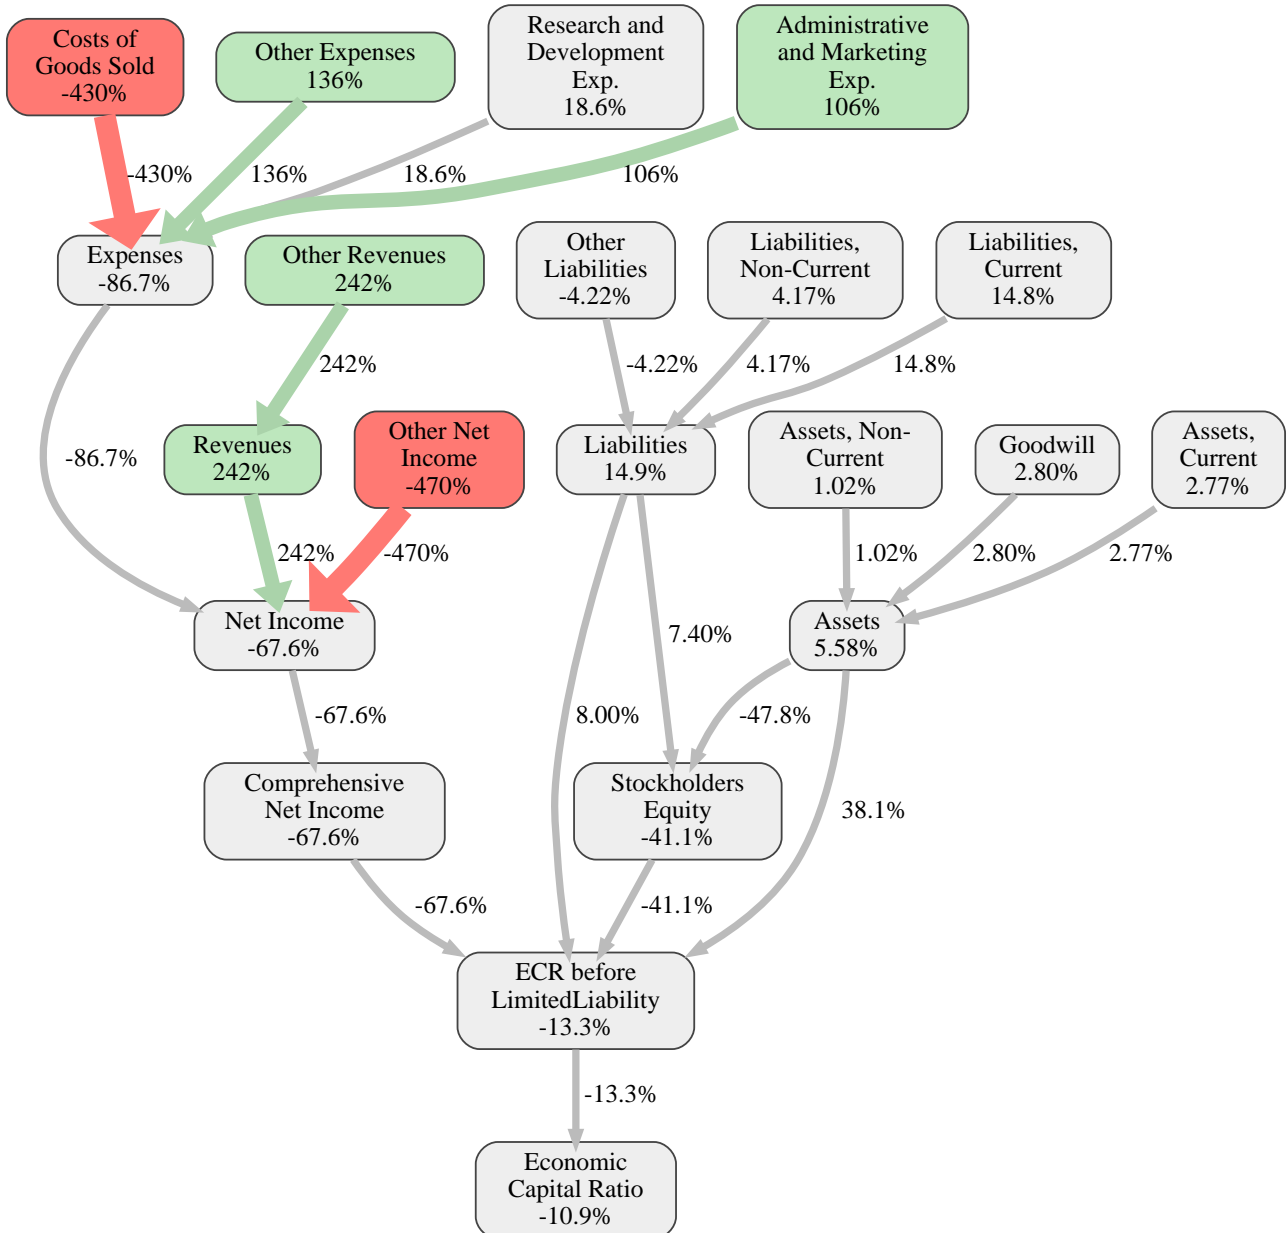 Costs of
Goods Sold
-430%
Other Expenses
136%
Research and
Development
Exp.
18.6%
Administrative
and Marketing
Exp.
106%
-430%
136%
18.6%
106%
Expenses
-86.7%
Other Revenues
242%
Other
Liabilities
-4.22%
Liabilities,
Non-Current
4.17%
Liabilities,
Current
14.8%
242%
-4.22%
4.17%
14.8%
-86.7%
Revenues
242%
Other Net
Income
-470%
Liabilities
14.9%
Assets, Non-
Current
1.02%
Goodwill
2.80%
Assets,
Current
2.77%
242%
-470%
1.02%
2.80%
2.77%
Net Income
-67.6%
7.40%
Assets
5.58%
-67.6%
8.00%
-47.8%
38.1%
Comprehensive
Net Income
-67.6%
Stockholders
Equity
-41.1%
-67.6%
-41.1%
ECR before
LimitedLiability
-13.3%
-13.3%
Economic
Capital Ratio
-10.9%